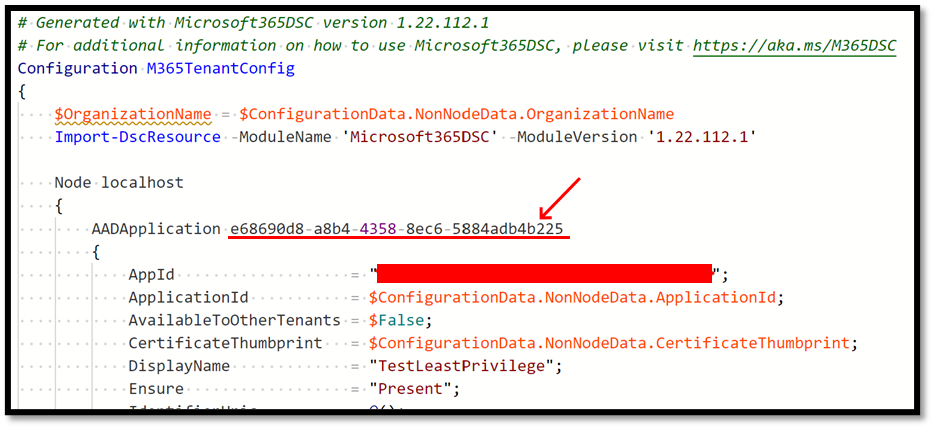 # Generated with Microsoft365DSC version 1.22.112.1
# For additional information on how to use Microsoft365DSC, please visit https://aka.ms/M365DSC
Configuration M365TenantConfig
{
$OrganizationName = $ConfigurationData.NonNodeData.OrganizationName
Import-DscResource -ModuleName 'Microsoft365DSC' -ModuleVersion '1.22.112.1'
Node localhost
{
AADApplication e68690d8-a8b4-4358-8ec6-5884adb4b225
{
AppId = "";
ApplicationId = $ConfigurationData.NonNodeData.ApplicationId;
AvailableToOtherTenants = $False;
CertificateThumbprint = $ConfigurationData.NonNodeData.CertificateThumbprint;
DisplayName = "TestLeastPrivilege";
Ensure = "Present";